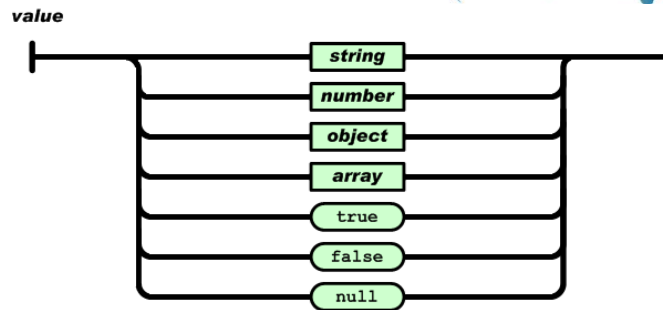 value
string
number
object
array
true
false
null